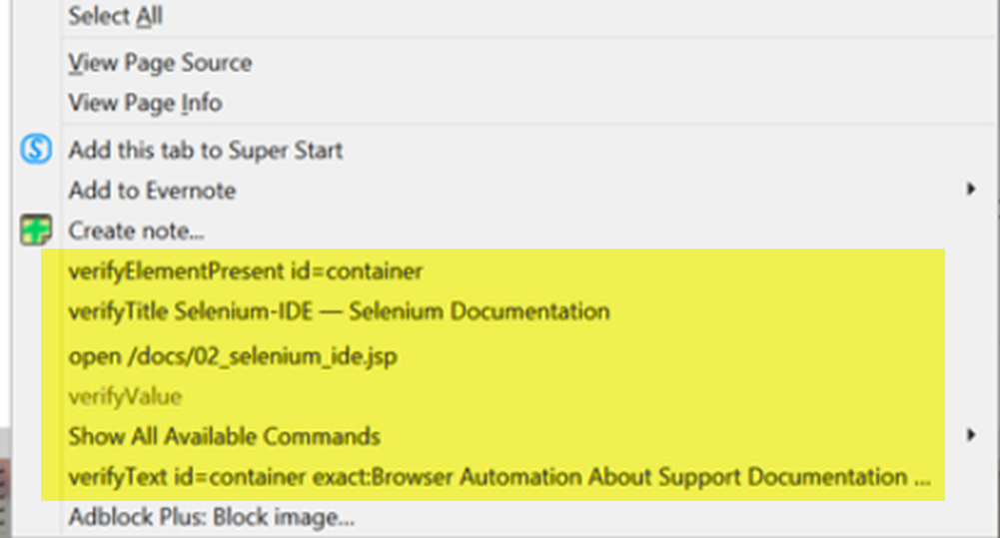 Select All
View Page Source
View Page Info
Add this tab to Super Start
Add to Evernote
Create note...
verifyElementPresent id=container
verifyTitle Selenium-IDE — Selenium Documentation
open /docs/02_selenium_ide.jsp
verifyValue
Show All Available Commands
verifyText id=container exact:Browser Automation About Support Documentation ...
Adblock Plus: Block image...